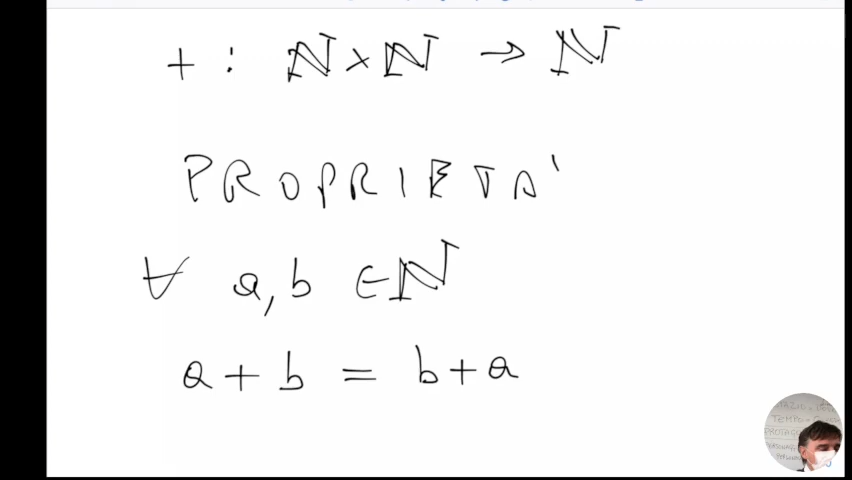 + : ℕ × ℕ → ℕ
PROPRIETA'
∀ a, b ∈ ℕ
a + b = b + a